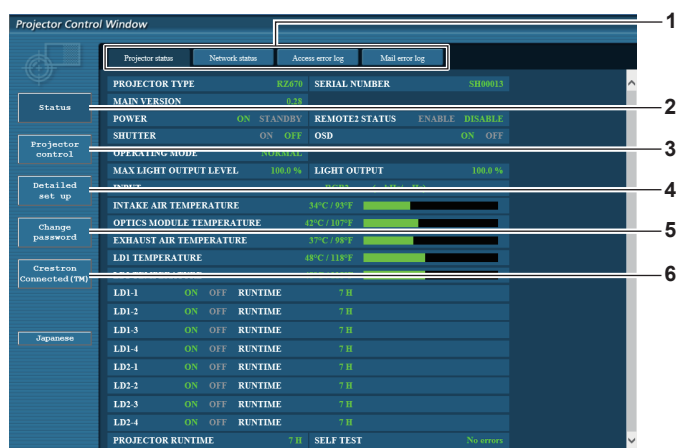 Projector Control Window
1
Projector status Network status Access error log Mail error log
PROJECTOR TYPE RZ670 SERIAL NUMBER SH00013
MAIN VERSION 0.28
Status
2
POWER ON STANDBY REMOTE2 STATUS ENABLE DISABLE
SHUTTER ON OFF OSD ON OFF
Projector
control
3
OPERATING MODE NORMAL
MAX LIGHT OUTPUT LEVEL 100.0 % LIGHT OUTPUT 100.0 %
Detailed
set up
4
INPUT
INTAKE AIR TEMPERATURE 34°C / 93°F
OPTICS MODULE TEMPERATURE 42°C / 107°F
Change
password
5
EXHAUST AIR TEMPERATURE 37°C / 98°F
LD1 TEMPERATURE 48°C / 118°F
Crestron
Connected(TM)
6
LD1-1 ON OFF RUNTIME 7 H
LD1-2 ON OFF RUNTIME 7 H
LD1-3 ON OFF RUNTIME 7 H
Japanese
LD1-4 ON OFF RUNTIME 7 H
LD2-1 ON OFF RUNTIME 7 H
LD2-2 ON OFF RUNTIME 7 H
LD2-3 ON OFF RUNTIME 7 H
LD2-4 ON OFF RUNTIME 7 H
PROJECTOR RUNTIME 7 H SELF TEST No errors